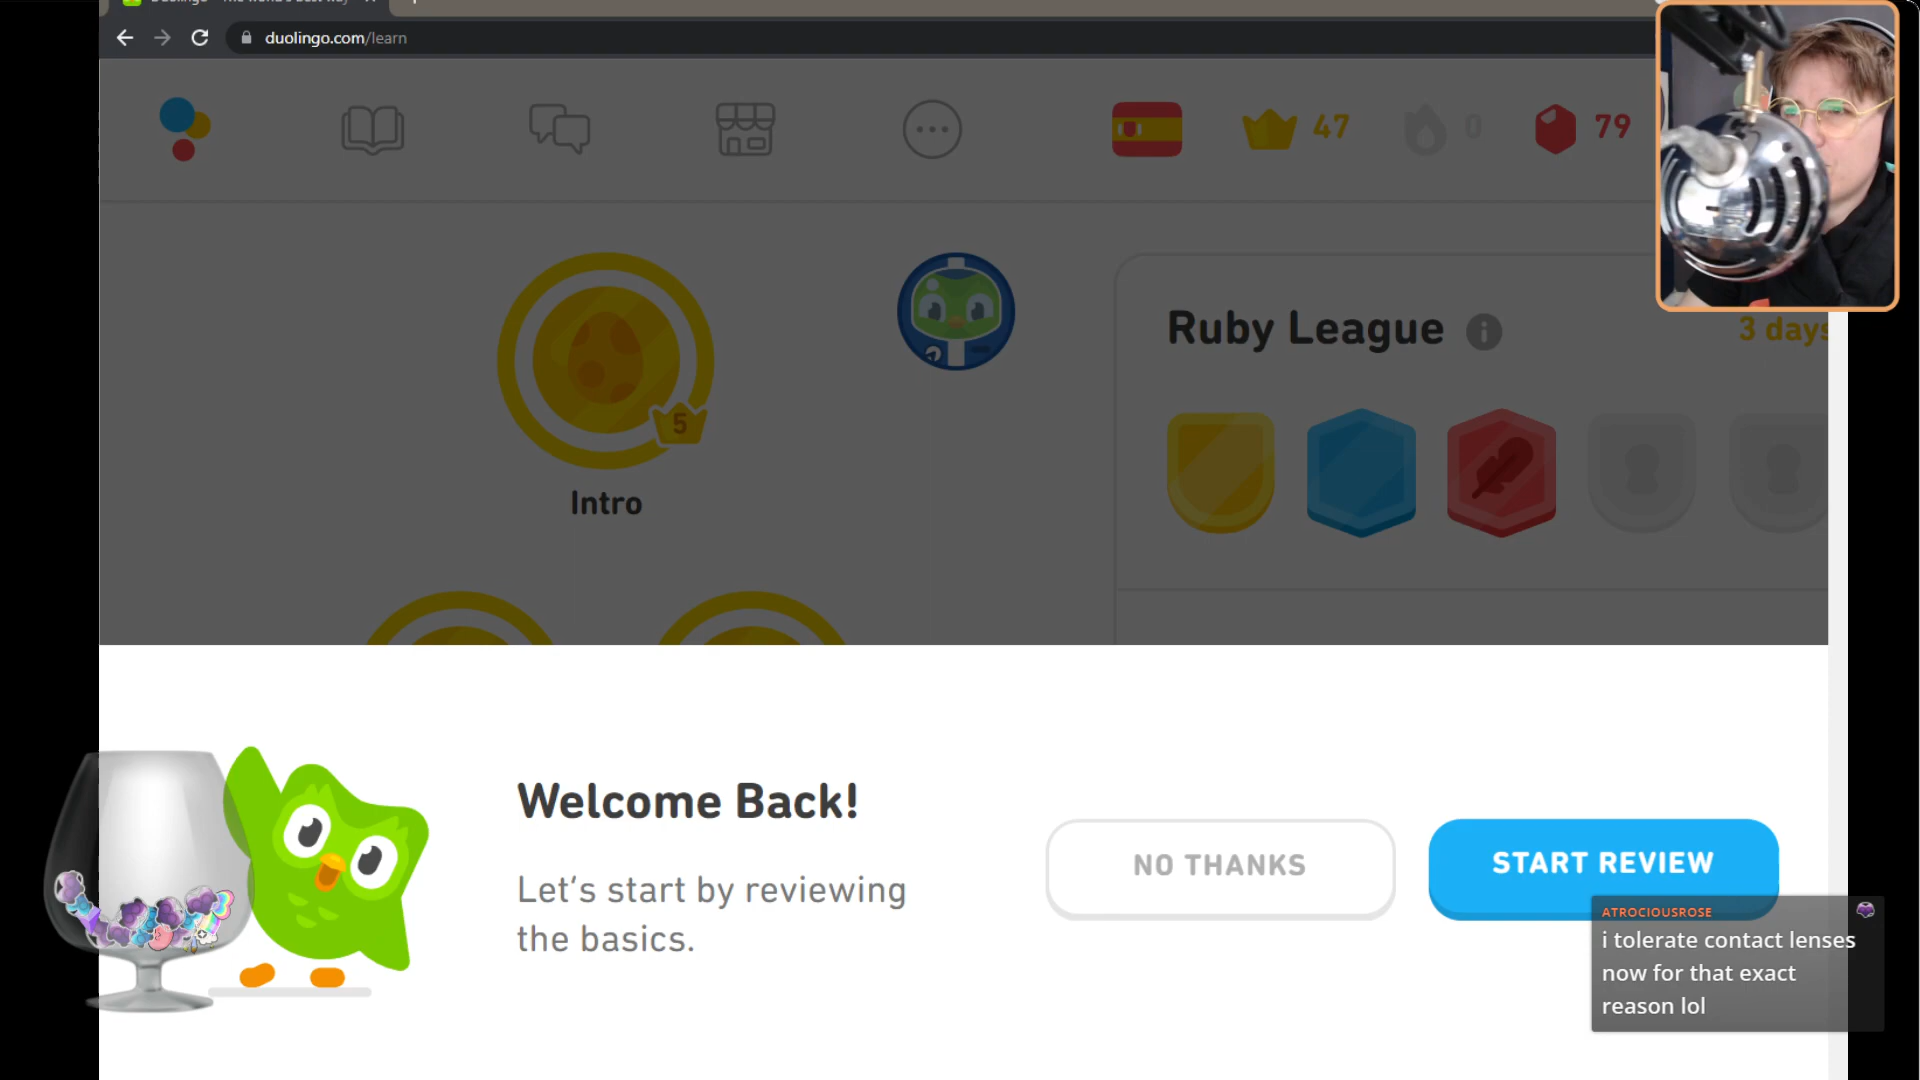 duolingo.com/learn
47
0
79
5
Intro
Ruby League
3 days
Welcome Back!
Let's start by reviewing
the basics.
NO THANKS
START REVIEW
ATROCIOUSROSE
i tolerate contact lenses
now for that exact
reason lol